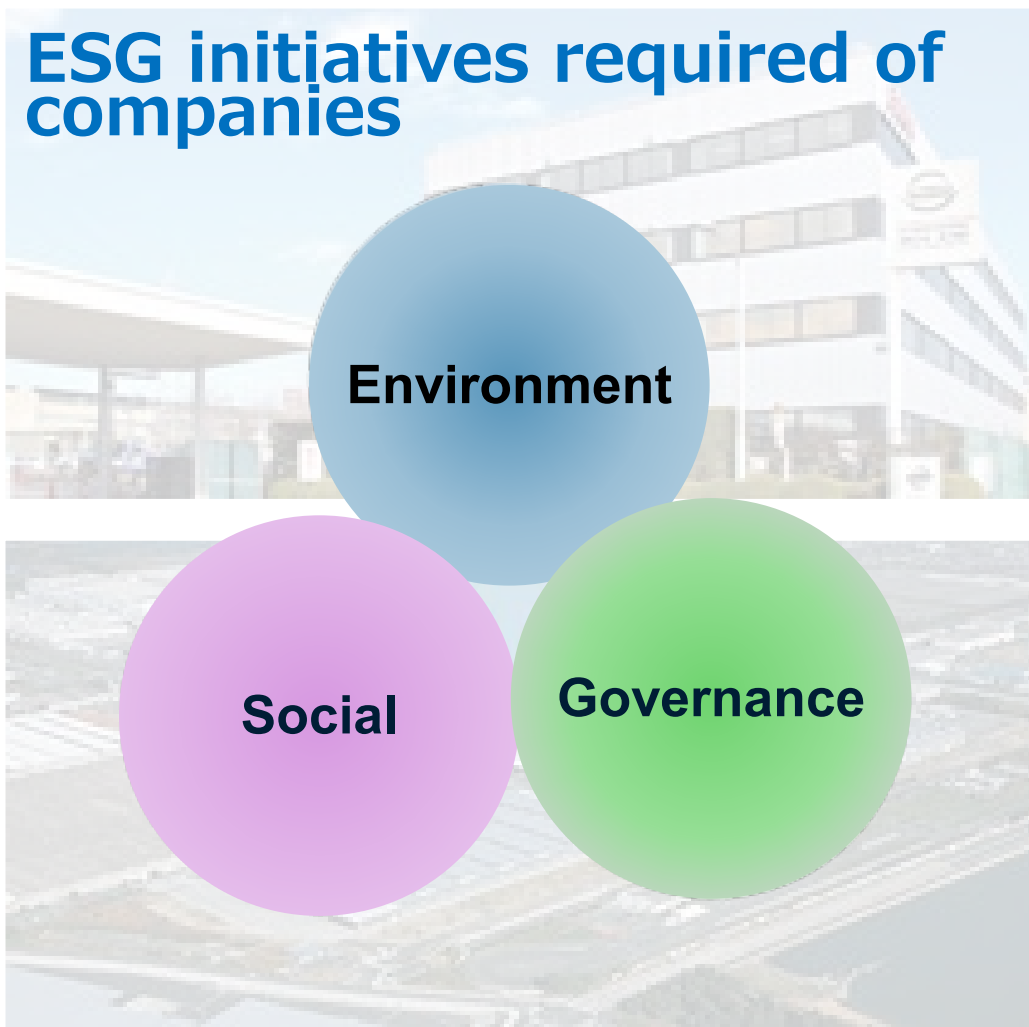 ESG initiatives required of
companies
Environment
Social
Governance